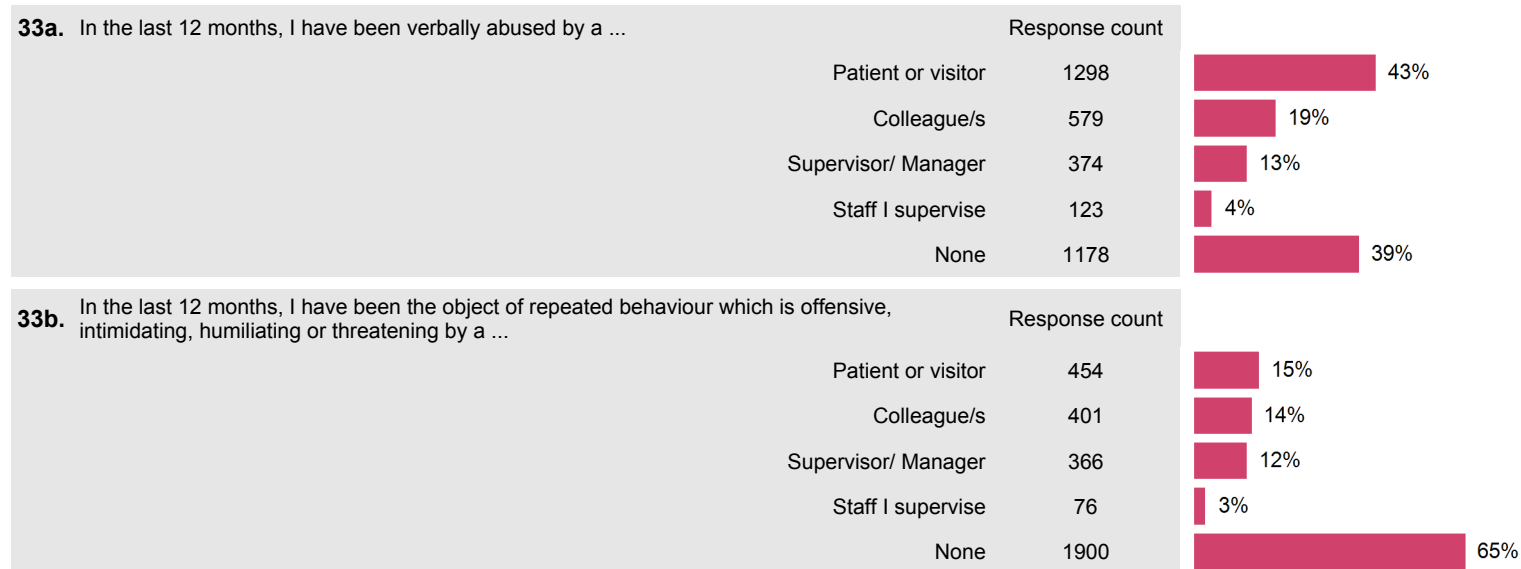 33a. In the last 12 months, I have been verbally abused by a ... Response count
Patient or visitor 1298 43%
Colleague/s 579 19%
Supervisor/ Manager 374 13%
Staff I supervise 123 4%
None 1178 39%
33b. In the last 12 months, I have been the object of repeated behaviour which is offensive,
intimidating, humiliating or threatening by a ... Response count
Patient or visitor 454 15%
Colleague/s 401 14%
Supervisor/ Manager 366 12%
Staff I supervise 76 3%
None 1900 65%